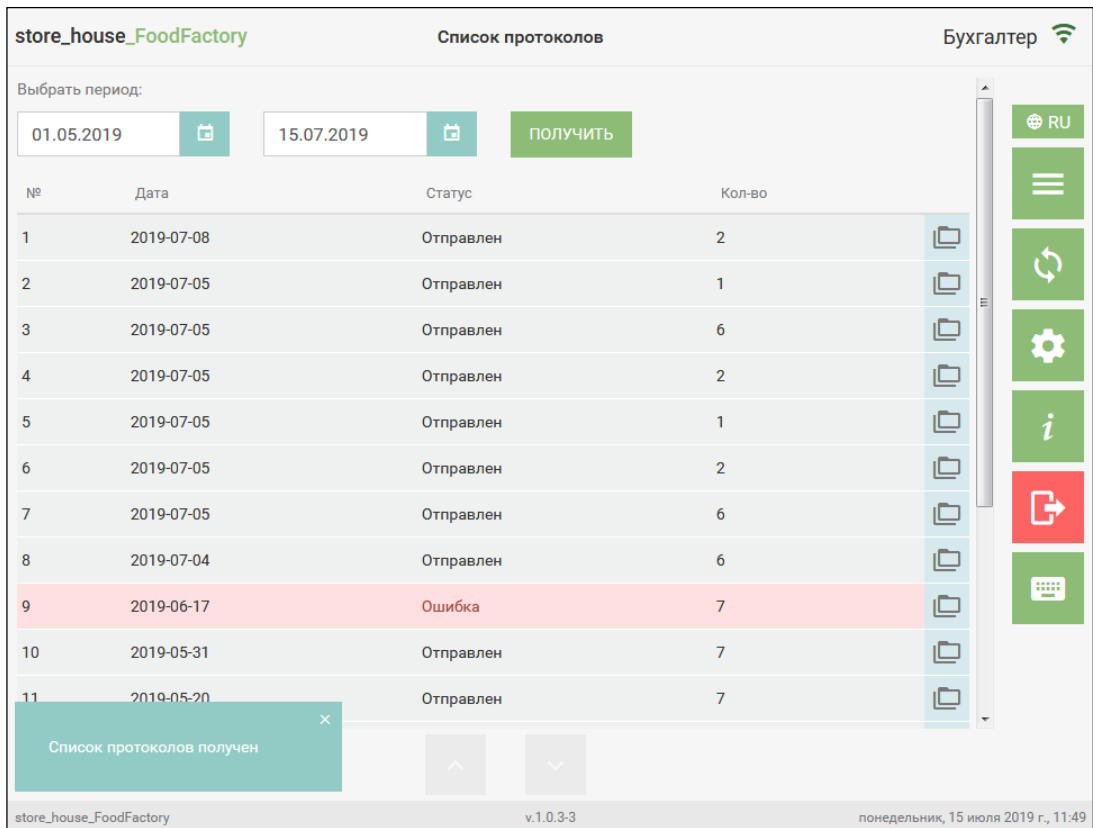 store_house_FoodFactory Список протоколов Бухгалтер
Выбрать период:
01.05.2019 15.07.2019 ПОЛУЧИТЬ RU
№ Дата Статус Кол-во
1 2019-07-08 Отправлен 2
2 2019-07-05 Отправлен 1
3 2019-07-05 Отправлен 6
4 2019-07-05 Отправлен 2
5 2019-07-05 Отправлен 1
6 2019-07-05 Отправлен 2
7 2019-07-05 Отправлен 6
8 2019-07-04 Отправлен 6
9 2019-06-17 Ошибка 7
10 2019-05-31 Отправлен 7
11 2019-05-20 Отправлен 7
Список протоколов получен
store_house_FoodFactory v.1.0.3-3 понедельник, 15 июля 2019 г., 11:49